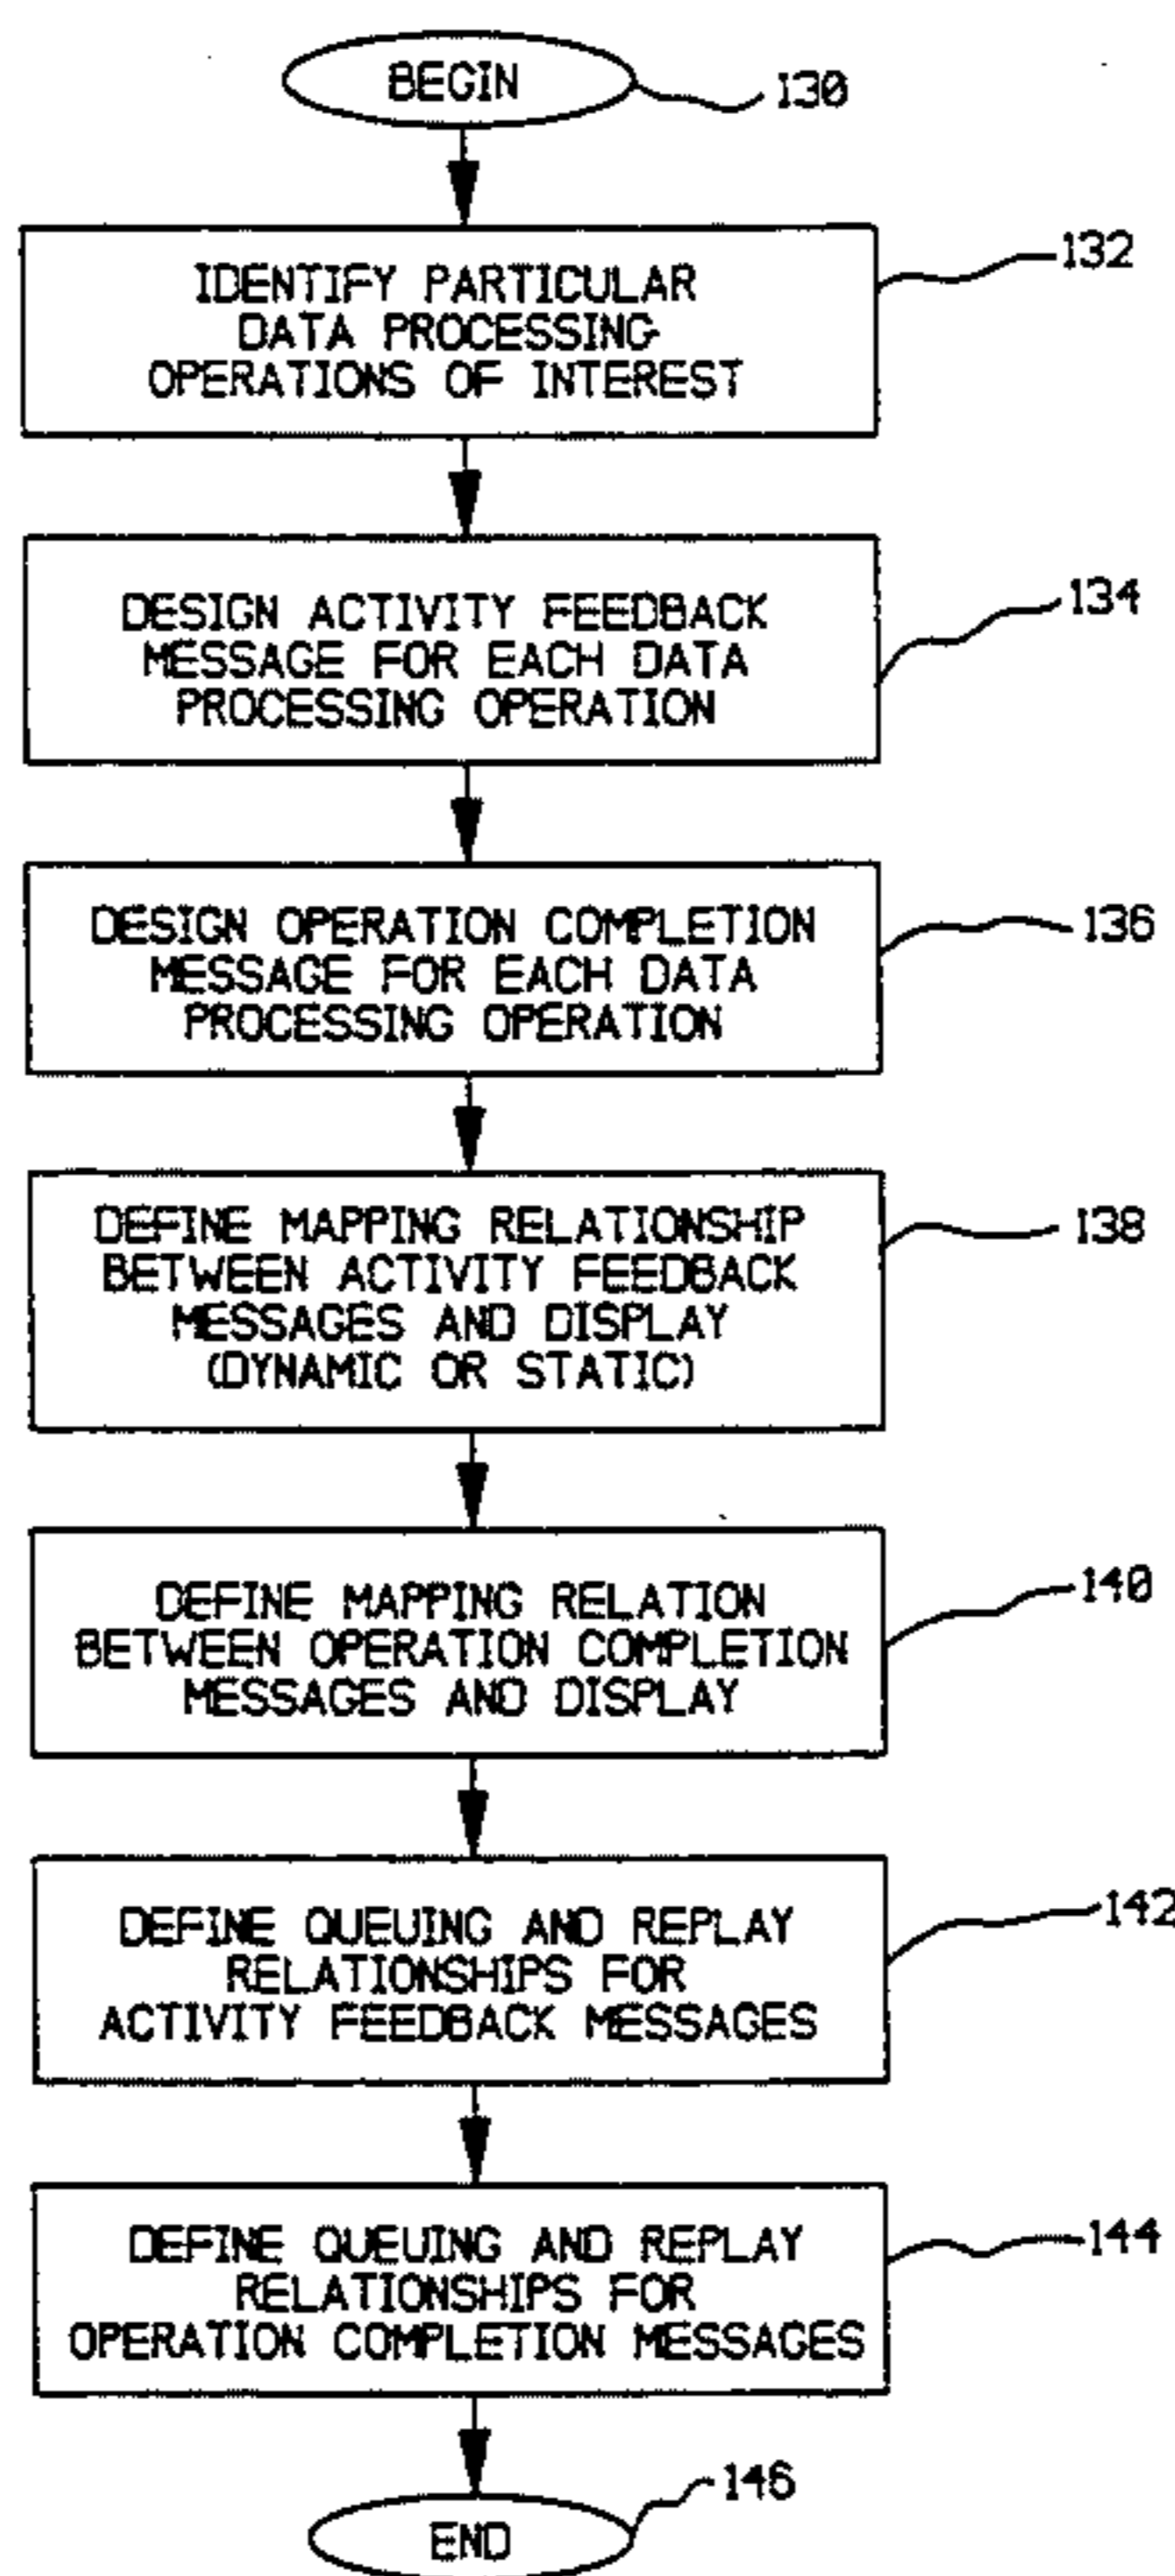 BEGIN
130
132
IDENTIFY PARTICULAR
DATA PROCESSING
OPERATIONS OF INTEREST
134
DESIGN ACTIVITY FEEDBACK
MESSAGE FOR EACH DATA
PROCESSING OPERATION
136
DESIGN OPERATION COMPLETION
MESSAGE FOR EACH DATA
PROCESSING OPERATION
138
DEFINE MAPPING RELATIONSHIP
BETWEEN ACTIVITY FEEDBACK
MESSAGES AND DISPLAY
(DYNAMIC OR STATIC)
140
DEFINE MAPPING RELATION
BETWEEN OPERATION COMPLETION
MESSAGES AND DISPLAY
142
DEFINE QUEUING AND REPLAY
RELATIONSHIPS FOR
ACTIVITY FEEDBACK MESSAGES
144
DEFINE QUEUING AND REPLAY
RELATIONSHIPS FOR
OPERATION COMPLETION MESSAGES
146
END